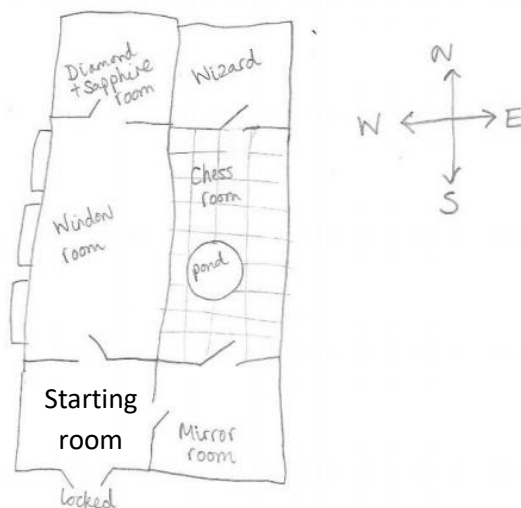 Diamond
+ Sapphire
room
Wizard
N
W
E
S
Chess
room
Window
room
pond
Starting
room
Mirror
room
locked